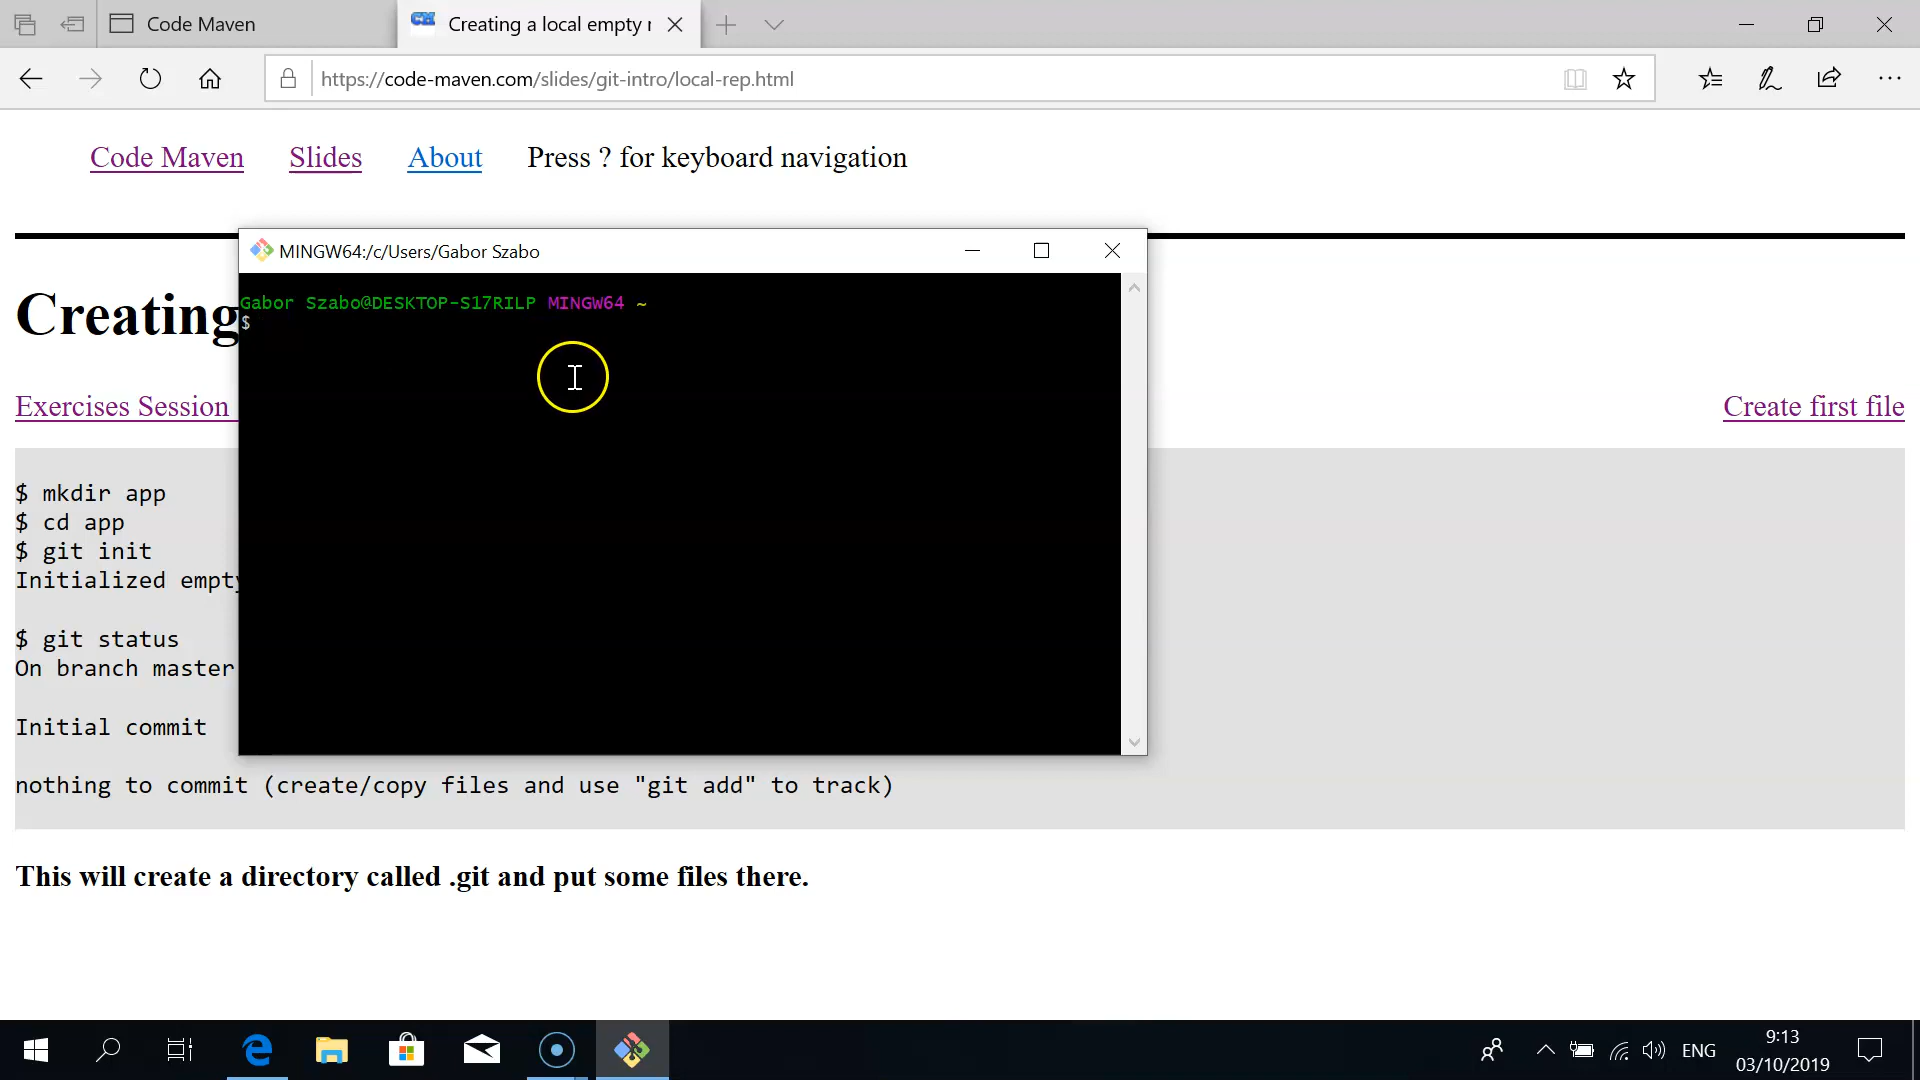 Code Maven
Creating a local empty r
https://code-maven.com/slides/git-intro/local-rep.html
Code Maven Slides About Press ? for keyboard navigation
MINGW64:/c/Users/Gabor Szabo
Gabor Szabo@DESKTOP-S17RILP MINGW64 ~
$
Creating
Exercises Session
Create first file
$ mkdir app
$ cd app
$ git init
Initialized empty
$ git status
On branch master
Initial commit
nothing to commit (create/copy files and use "git add" to track)
This will create a directory called .git and put some files there.
ENG
9:13
03/10/2019